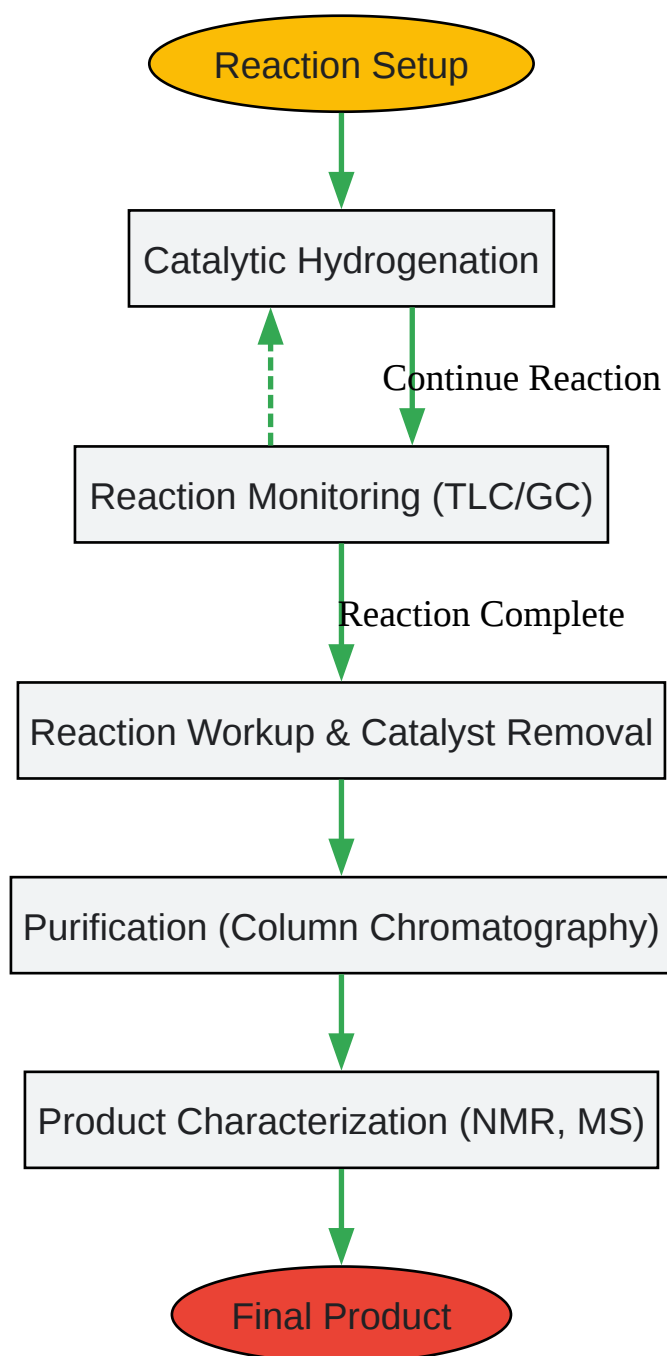 Reaction Setup
Catalytic Hydrogenation
Continue Reaction
Reaction Monitoring (TLC/GC)
Reaction Complete
Reaction Workup & Catalyst Removal
Purification (Column Chromatography)
Product Characterization (NMR, MS)
Final Product